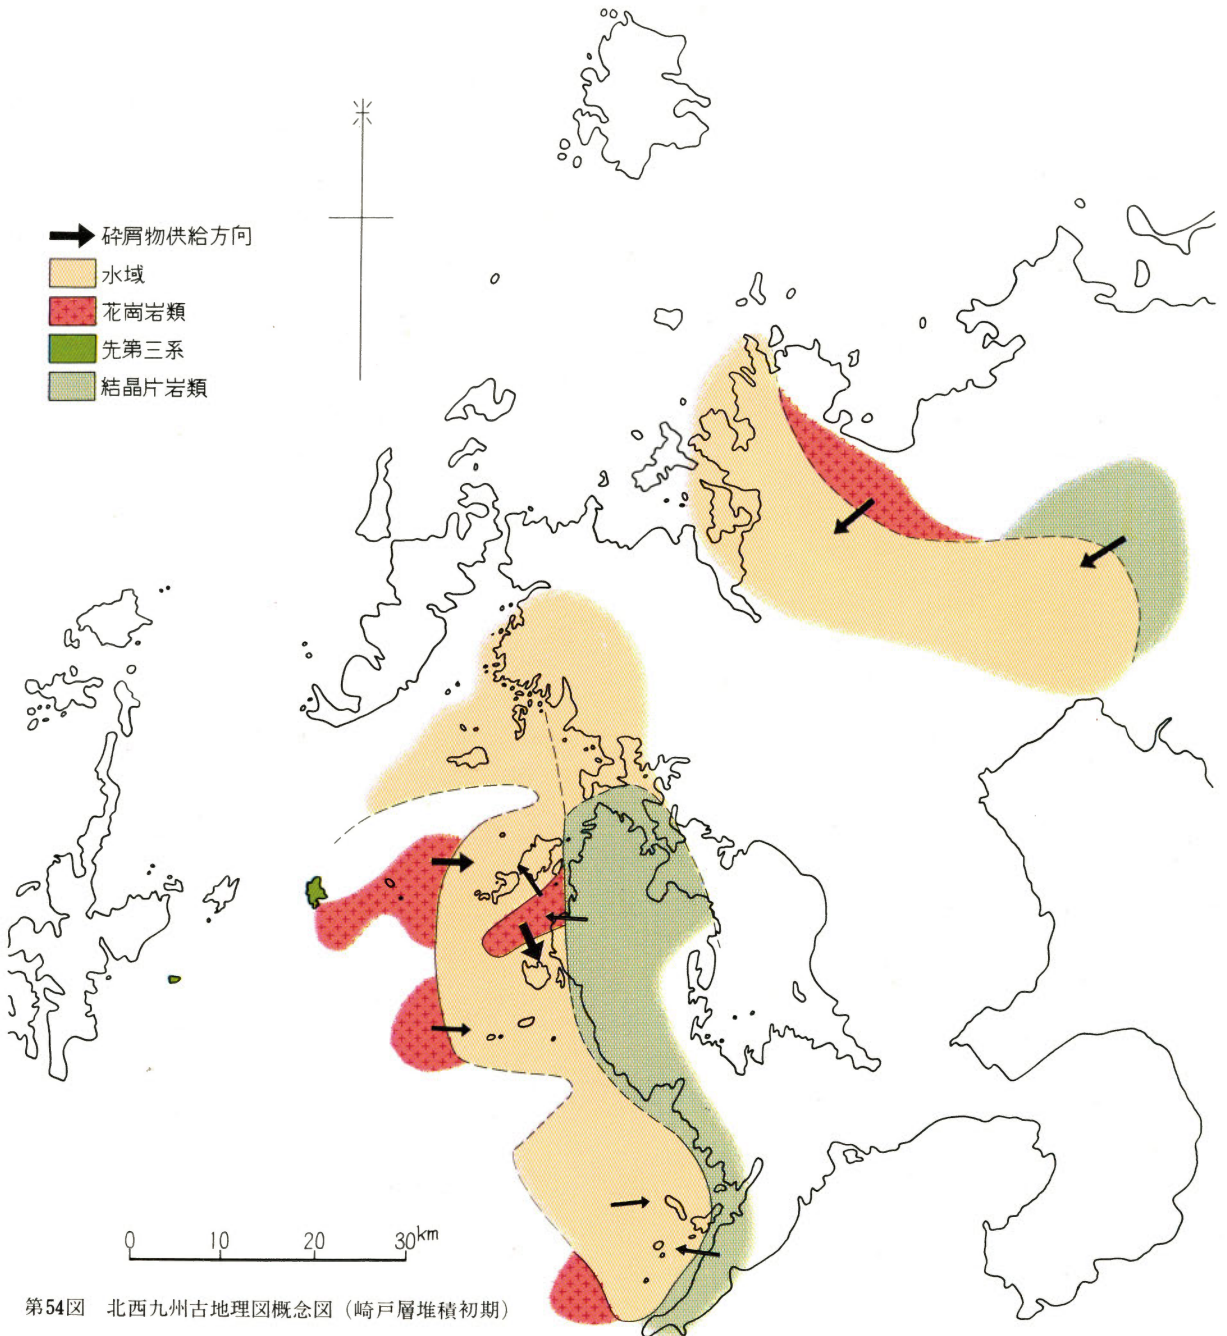 砕屑物供給方向
水域
花崗岩類
先第三系
結晶片岩類
0 10 20 30km
第54図 北西九州古地理図概念図（崎戸層堆積初期）